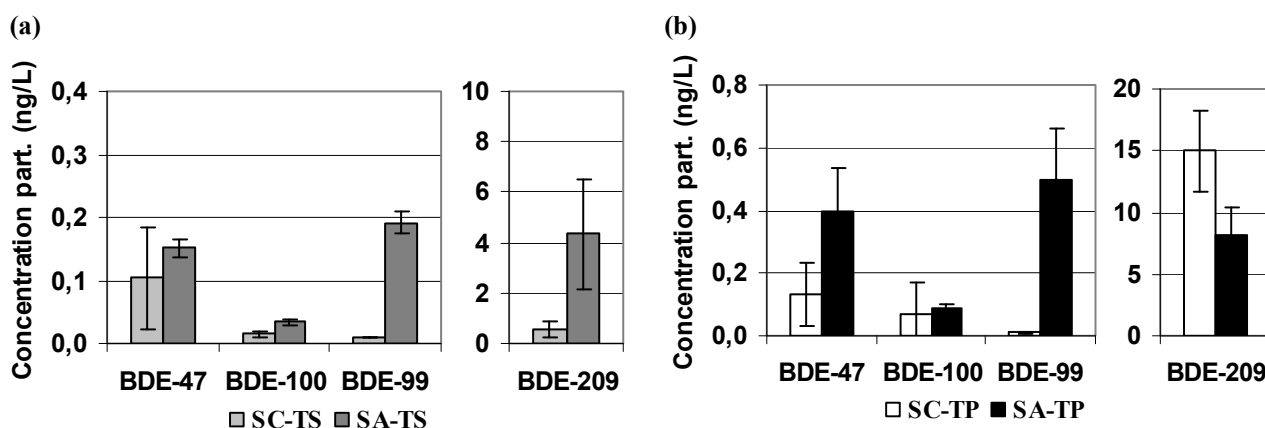 (a)
Concentration part. (ng/L)
0,4
0,3
0,2
0,1
0,0
BDE-47 BDE-100 BDE-99
10
8
6
4
2
0
BDE-209
SC-TS SA-TS
(b)
Concentration part. (ng/L)
0,8
0,6
0,4
0,2
0,0
BDE-47 BDE-100 BDE-99
20
15
10
5
0
BDE-209
SC-TP SA-TP